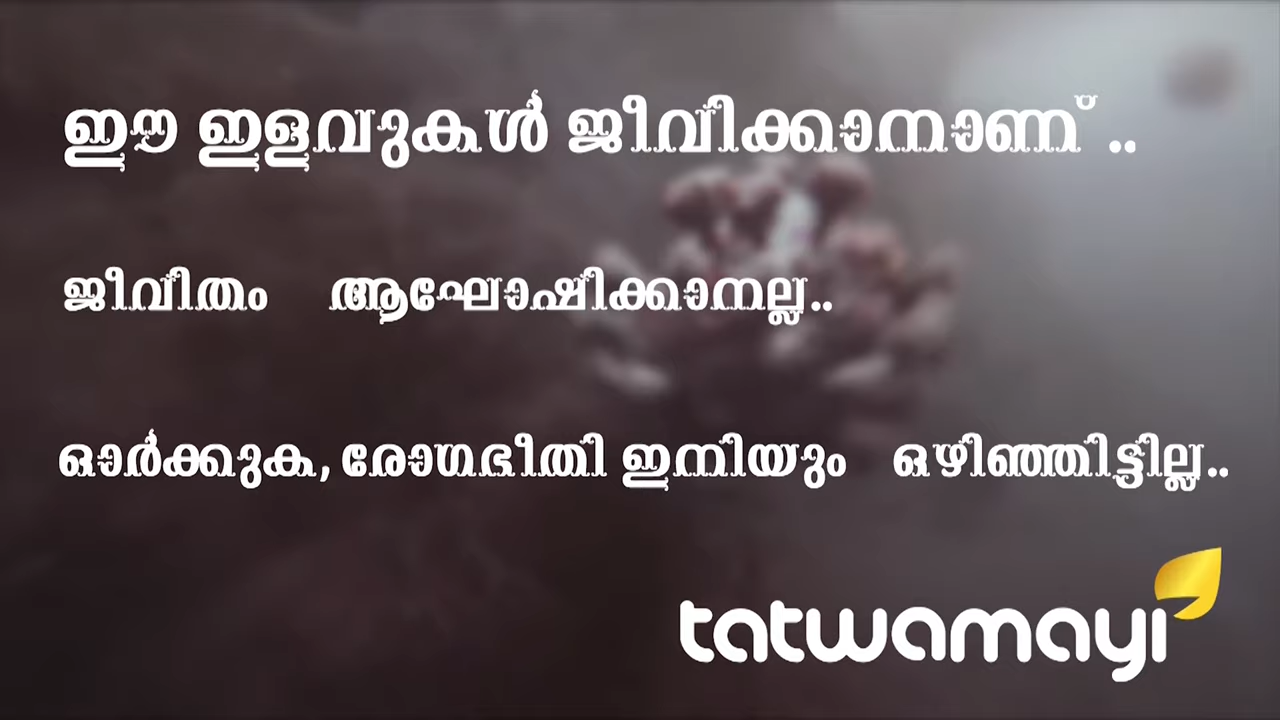 ഈ ഇളവുകൾ ജീവിക്കാനാണ് ..
ജീവിതം ആഘോഷിക്കാനല്ല..
ഓർക്കുക, രോഗഭീതി ഇനിയും ഒഴിഞ്ഞിട്ടില്ല..
tatwamayi